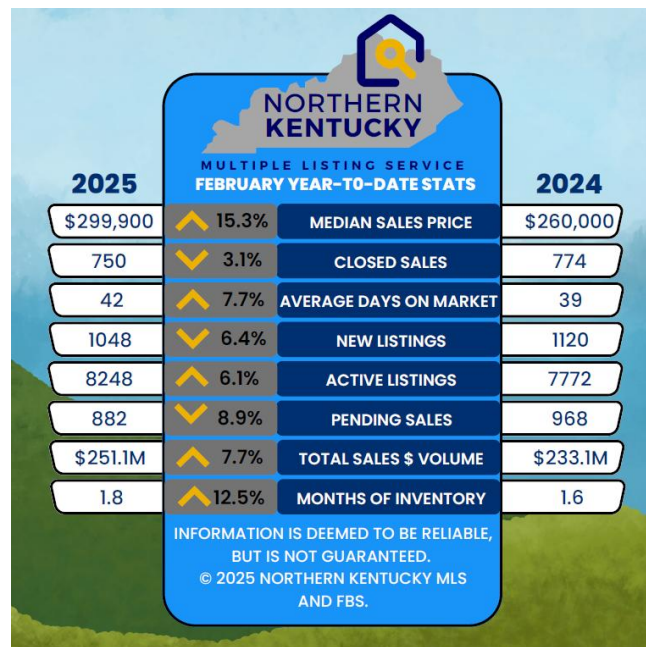 NORTHERN
KENTUCKY
MULTIPLE LISTING SERVICE
2025 FEBRUARY YEAR-TO-DATE STATS 2024
$299,900 15.3% MEDIAN SALES PRICE $260,000
750 3.1% CLOSED SALES 774
42 7.7% AVERAGE DAYS ON MARKET 39
1048 6.4% NEW LISTINGS 1120
8248 6.1% ACTIVE LISTINGS 7772
882 8.9% PENDING SALES 968
$251.1M 7.7% TOTAL SALES $ VOLUME $233.1M
1.8 12.5% MONTHS OF INVENTORY 1.6
INFORMATION IS DEEMED TO BE RELIABLE,
BUT IS NOT GUARANTEED.
© 2025 NORTHERN KENTUCKY MLS
AND FBS.